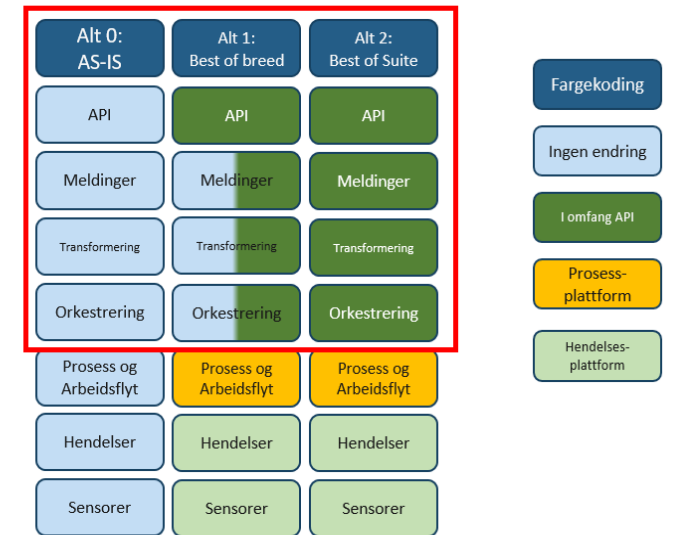 Alt 0:
AS-IS
Alt 1:
Best of breed
Alt 2:
Best of Suite
API
API
API
Meldinger
Meldinger
Meldinger
Transformering
Transformering
Transformering
Orkestrering
Orkestrering
Orkestrering
Prosess og
Arbeidsflyt
Prosess og
Arbeidsflyt
Prosess og
Arbeidsflyt
Hendelser
Hendelser
Hendelser
Sensorer
Sensorer
Sensorer
Fargekoding
Ingen endring
I omfang API
Prosess-
plattform
Hendelses-
plattform